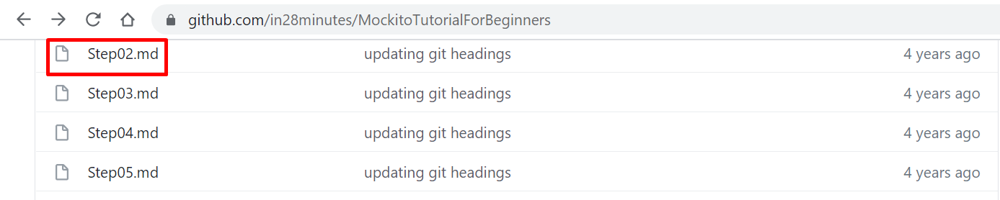 github.com/in28minutes/MockitoTutorialForBeginners
Step02.md updating git headings 4 years ago
Step03.md updating git headings 4 years ago
Step04.md updating git headings 4 years ago
Step05.md updating git headings 4 years ago